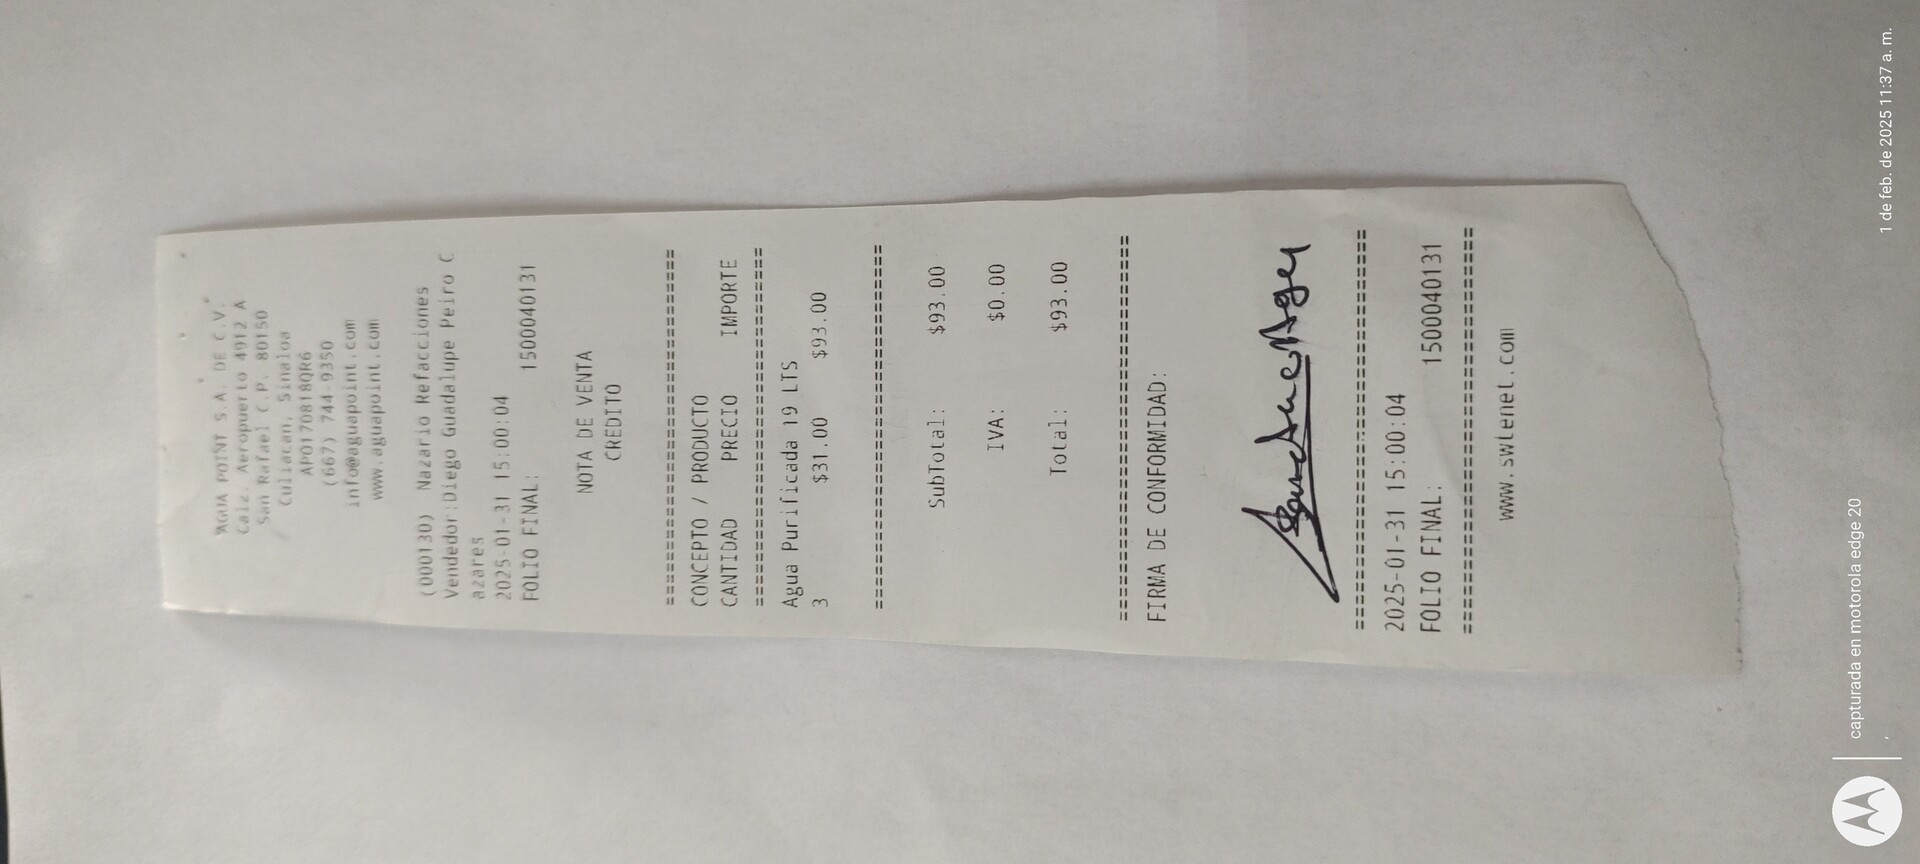 AGUA POINT S.A. DE C.V.
Calz. Aeropuerto 4912 A
San Rafael C.P. 80150
Culiacan, Sinaloa
APO170818QR6
(667) 744-9350
info@aguapoint.com
www.aguapoint.com
(000130) Nazario Refacciones
Vendedor:Diego Guadalupe Peiro C
azares
2025-01-31 15:00:04
FOLIO FINAL: 1500040131
NOTA DE VENTA
CREDITO
================================
CONCEPTO / PRODUCTO
CANTIDAD PRECIO IMPORTE
================================
Agua Purificada 19 LTS
3 $31.00 $93.00
================================
SubTotal: $93.00
IVA: $0.00
Total: $93.00
================================
FIRMA DE CONFORMIDAD:
================================
2025-01-31 15:00:04
FOLIO FINAL: 1500040131
================================
www.swtenet.com
capturada en motorola edge 20
1 de feb. de 2025 11:37 a. m.